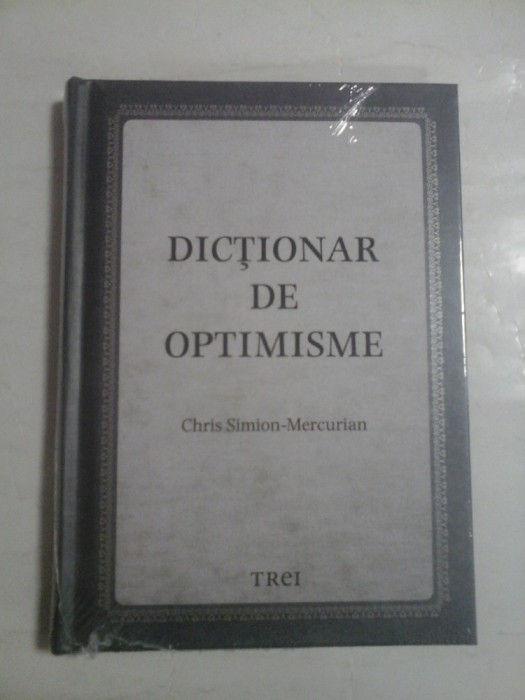 DICŢIONAR
DE
OPTIMISME
Chris Simion-Mercurian
TREI